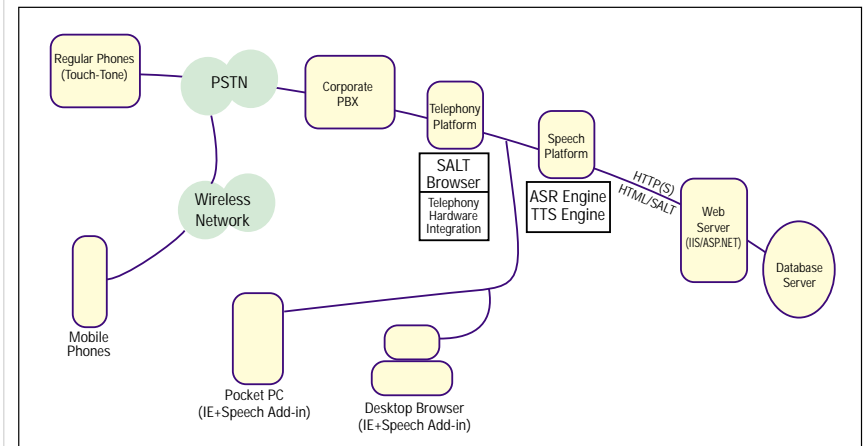 Regular Phones
(Touch-Tone)
PSTN
Corporate
PBX
Telephony
Platform
SALT
Browser
Telephony
Hardware
Integration
Speech
Platform
ASR Engine
TTS Engine
HTTP(S)
HTML/SALT
Web
Server
(IIS/ASP.NET)
Database
Server
Wireless
Network
Mobile
Phones
Pocket PC
(IE+Speech Add-in)
Desktop Browser
(IE+Speech Add-in)